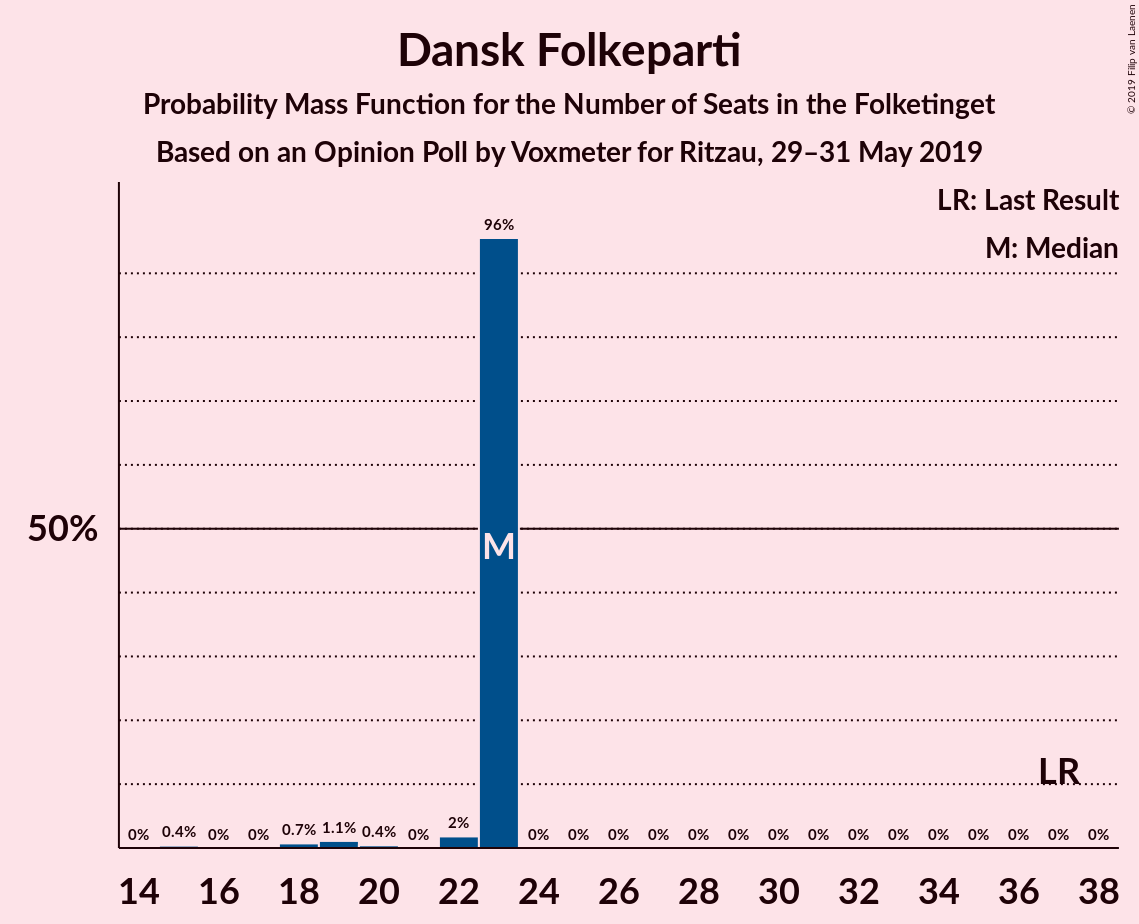 Dansk Folkeparti
Probability Mass Function for the Number of Seats in the Folketinget
Based on an Opinion Poll by Voxmeter for Ritzau, 29–31 May 2019
© 2019 Filip van Laenen
LR: Last Result
M: Median
96%
50%
M
LR
0% 0.4% 0% 0% 0.7% 1.1% 0.4% 0% 2% 0% 0% 0% 0% 0% 0% 0% 0% 0% 0% 0% 0% 0% 0% 0%
14 16 18 20 22 24 26 28 30 32 34 36 38